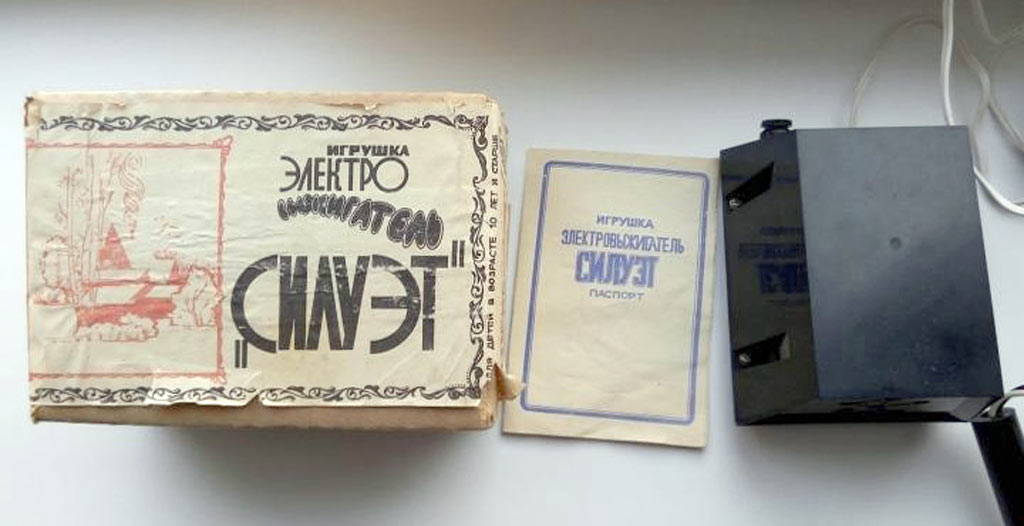 ИГРУШКА
ЭЛЕКТРО
ВЫЖИГАТЕЛЬ
"СИЛУЭТ"
ДЛЯ ДЕТЕЙ В ВОЗРАСТЕ 10 ЛЕТ И СТАРШЕ
ИГРУШКА
ЭЛЕКТРОВЫЖИГАТЕЛЬ
СИЛУЭТ
ПАСПОРТ